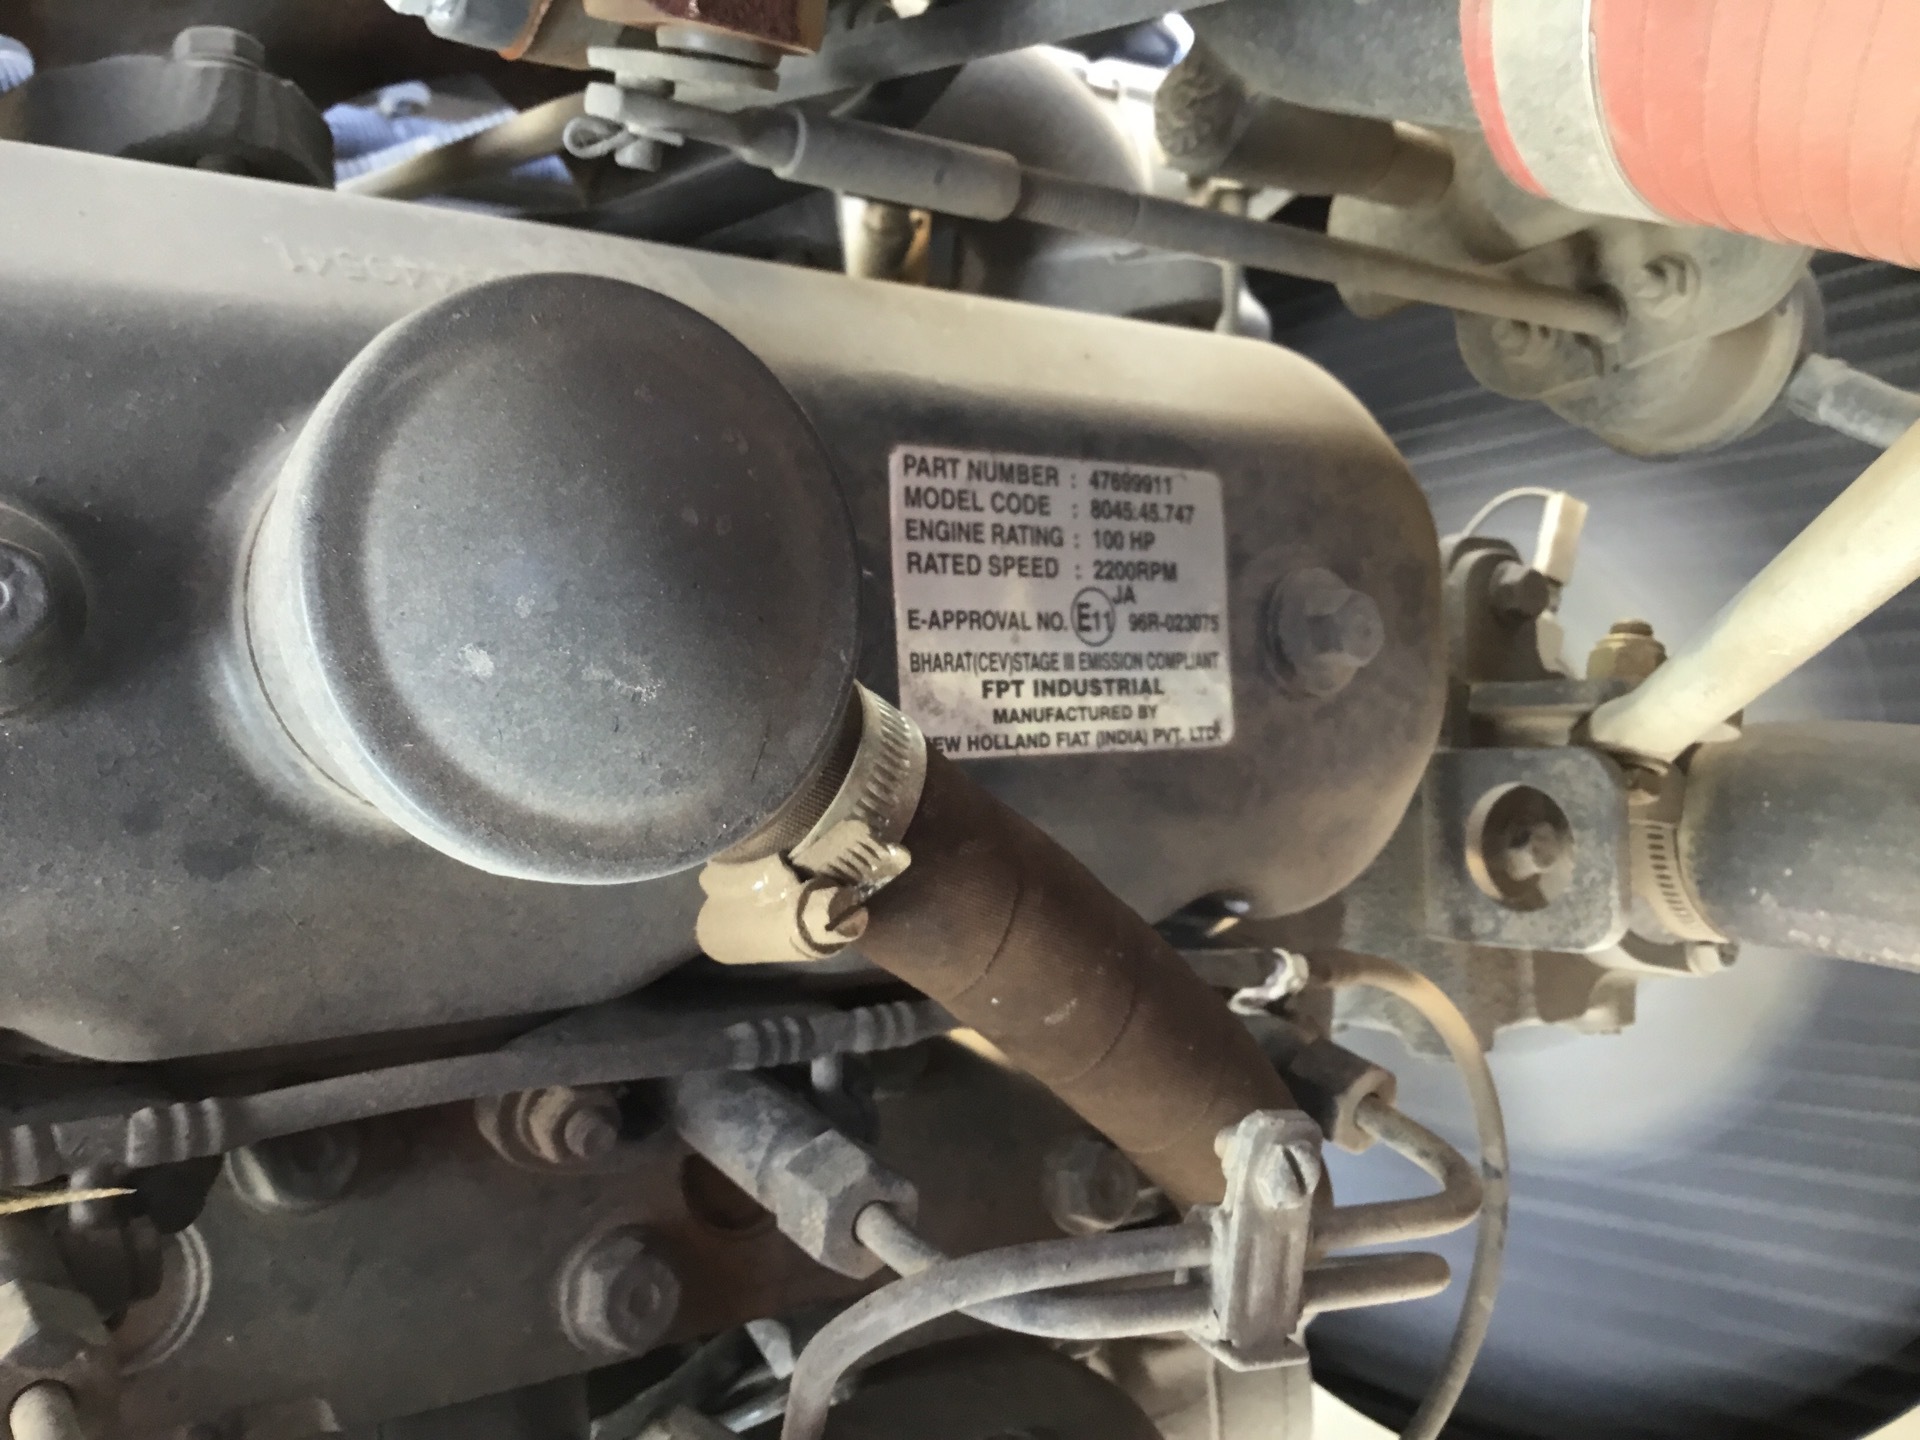 PART NUMBER : 47699911
MODEL CODE : 8045.45.747
ENGINE RATING : 100 HP
RATED SPEED : 2200RPM
JA
E-APPROVAL NO. E11 96R-023075
BHARAT(CEV)STAGE III EMISSION COMPLIANT
FPT INDUSTRIAL
MANUFACTURED BY
EW HOLLAND FIAT (INDIA) PVT. LTD.